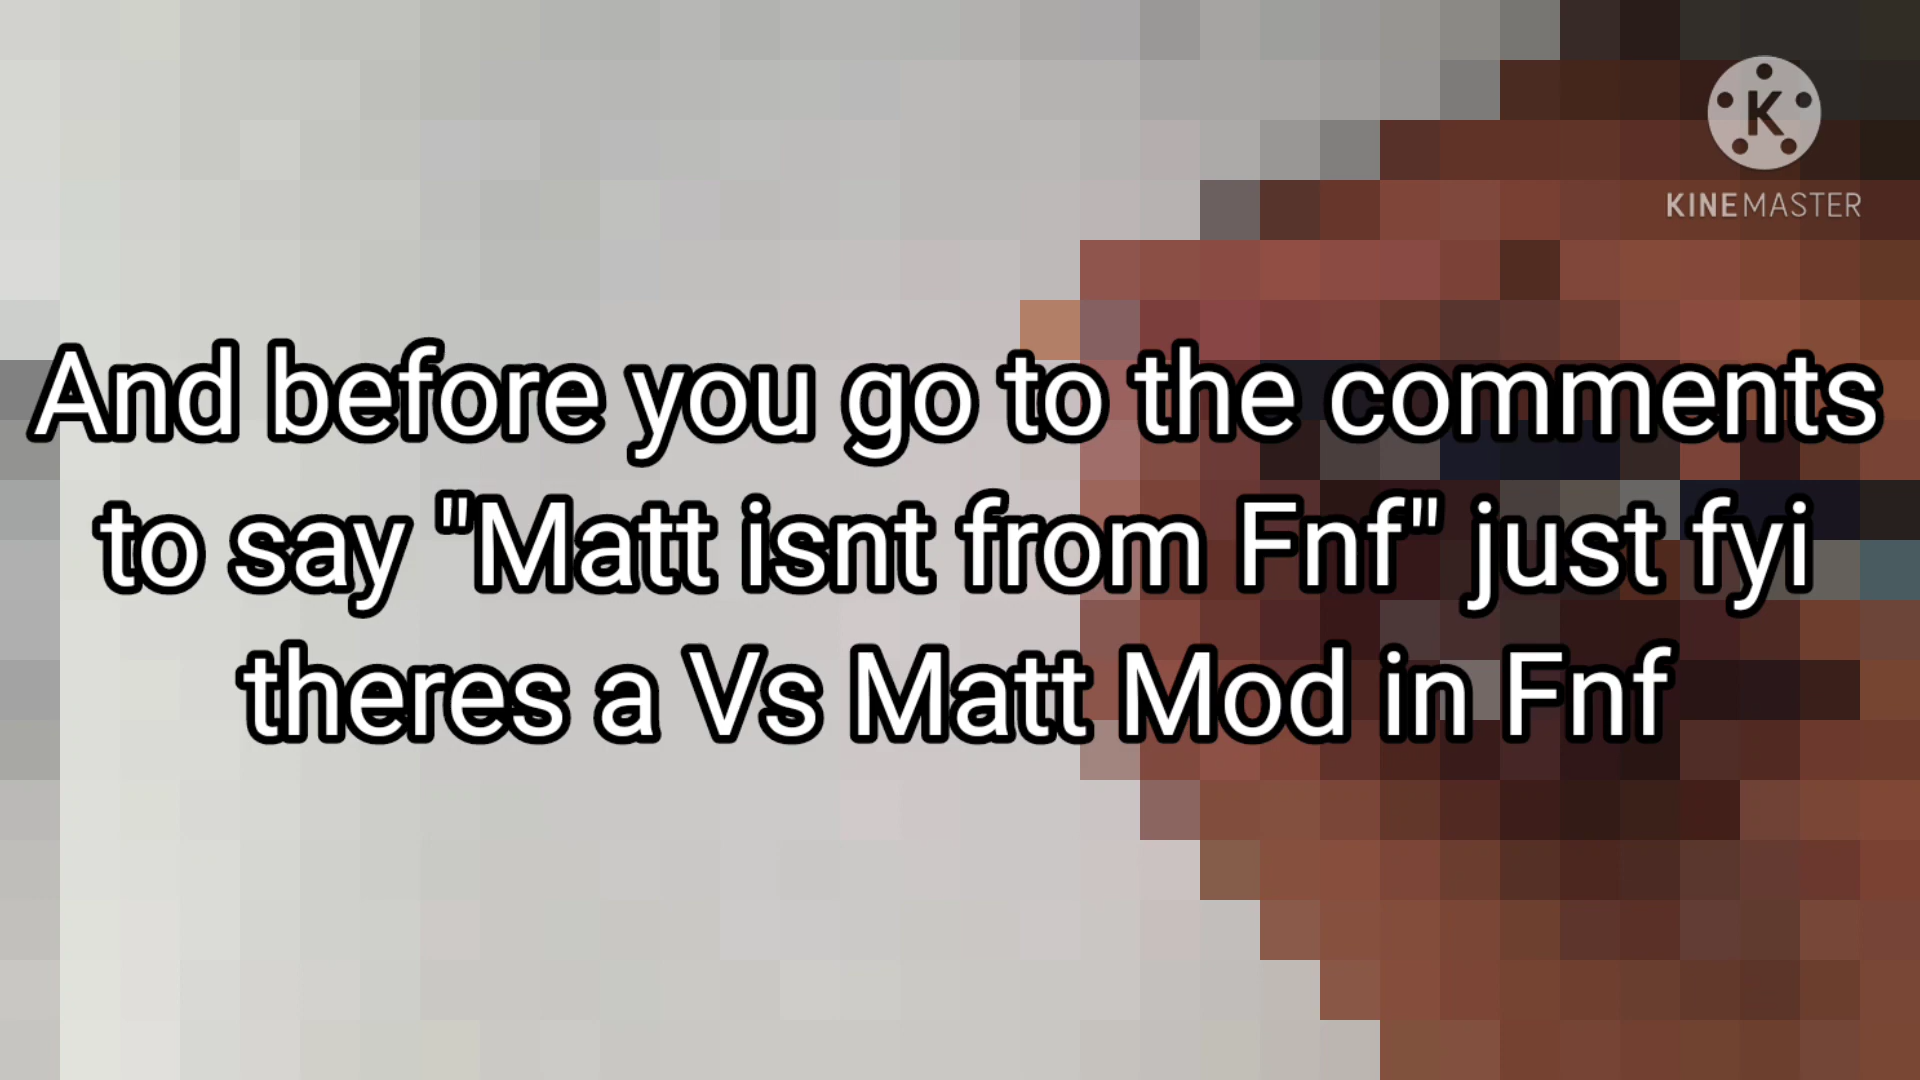 K
KINEMASTER
And before you go to the comments
to say "Matt isnt from Fnf" just fyi
theres a Vs Matt Mod in Fnf